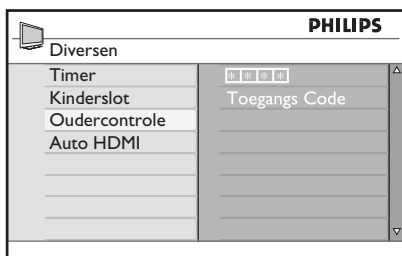 PHILIPS
Diversen
Timer
Kinderslot
Oudercontrole
Auto HDMI
✳✳✳✳
Toegangs Code